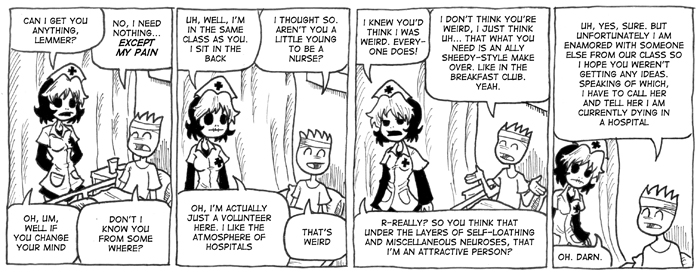 CAN I GET YOU
ANYTHING,
LEMMER?
NO, I NEED
NOTHING...
EXCEPT
MY PAIN
OH, UM,
WELL IF
YOU CHANGE
YOUR MIND
DON'T I
KNOW YOU
FROM SOME
WHERE?
UH, WELL, I'M
IN THE SAME
CLASS AS YOU.
I SIT IN THE
BACK
I THOUGHT SO.
AREN'T YOU A
LITTLE YOUNG
TO BE A
NURSE?
OH, I'M ACTUALLY
JUST A VOLUNTEER
HERE. I LIKE THE
ATMOSPHERE OF
HOSPITALS
THAT'S
WEIRD
I KNEW YOU'D
THINK I WAS
WEIRD. EVERY-
ONE DOES!
I DON'T THINK YOU'RE
WEIRD, I JUST THINK
UH... THAT WHAT YOU
NEED IS AN ALLY
SHEEDY-STYLE MAKE
OVER. LIKE IN THE
BREAKFAST CLUB.
YEAH.
R-REALLY? SO YOU THINK THAT
UNDER THE LAYERS OF SELF-LOATHING
AND MISCELLANEOUS NEUROSES, THAT
I'M AN ATTRACTIVE PERSON?
UH, YES, SURE. BUT
UNFORTUNATELY I AM
ENAMORED WITH SOMEONE
ELSE FROM OUR CLASS SO
I HOPE YOU WEREN'T
GETTING ANY IDEAS.
SPEAKING OF WHICH,
I HAVE TO CALL HER
AND TELL HER I AM
CURRENTLY DYING IN
A HOSPITAL
OH. DARN.